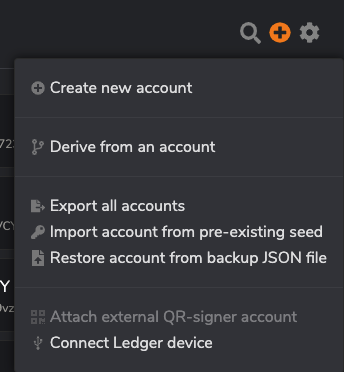 Create new account
Derive from an account
Export all accounts
Import account from pre-existing seed
Restore account from backup JSON file
Attach external QR-signer account
Connect Ledger device